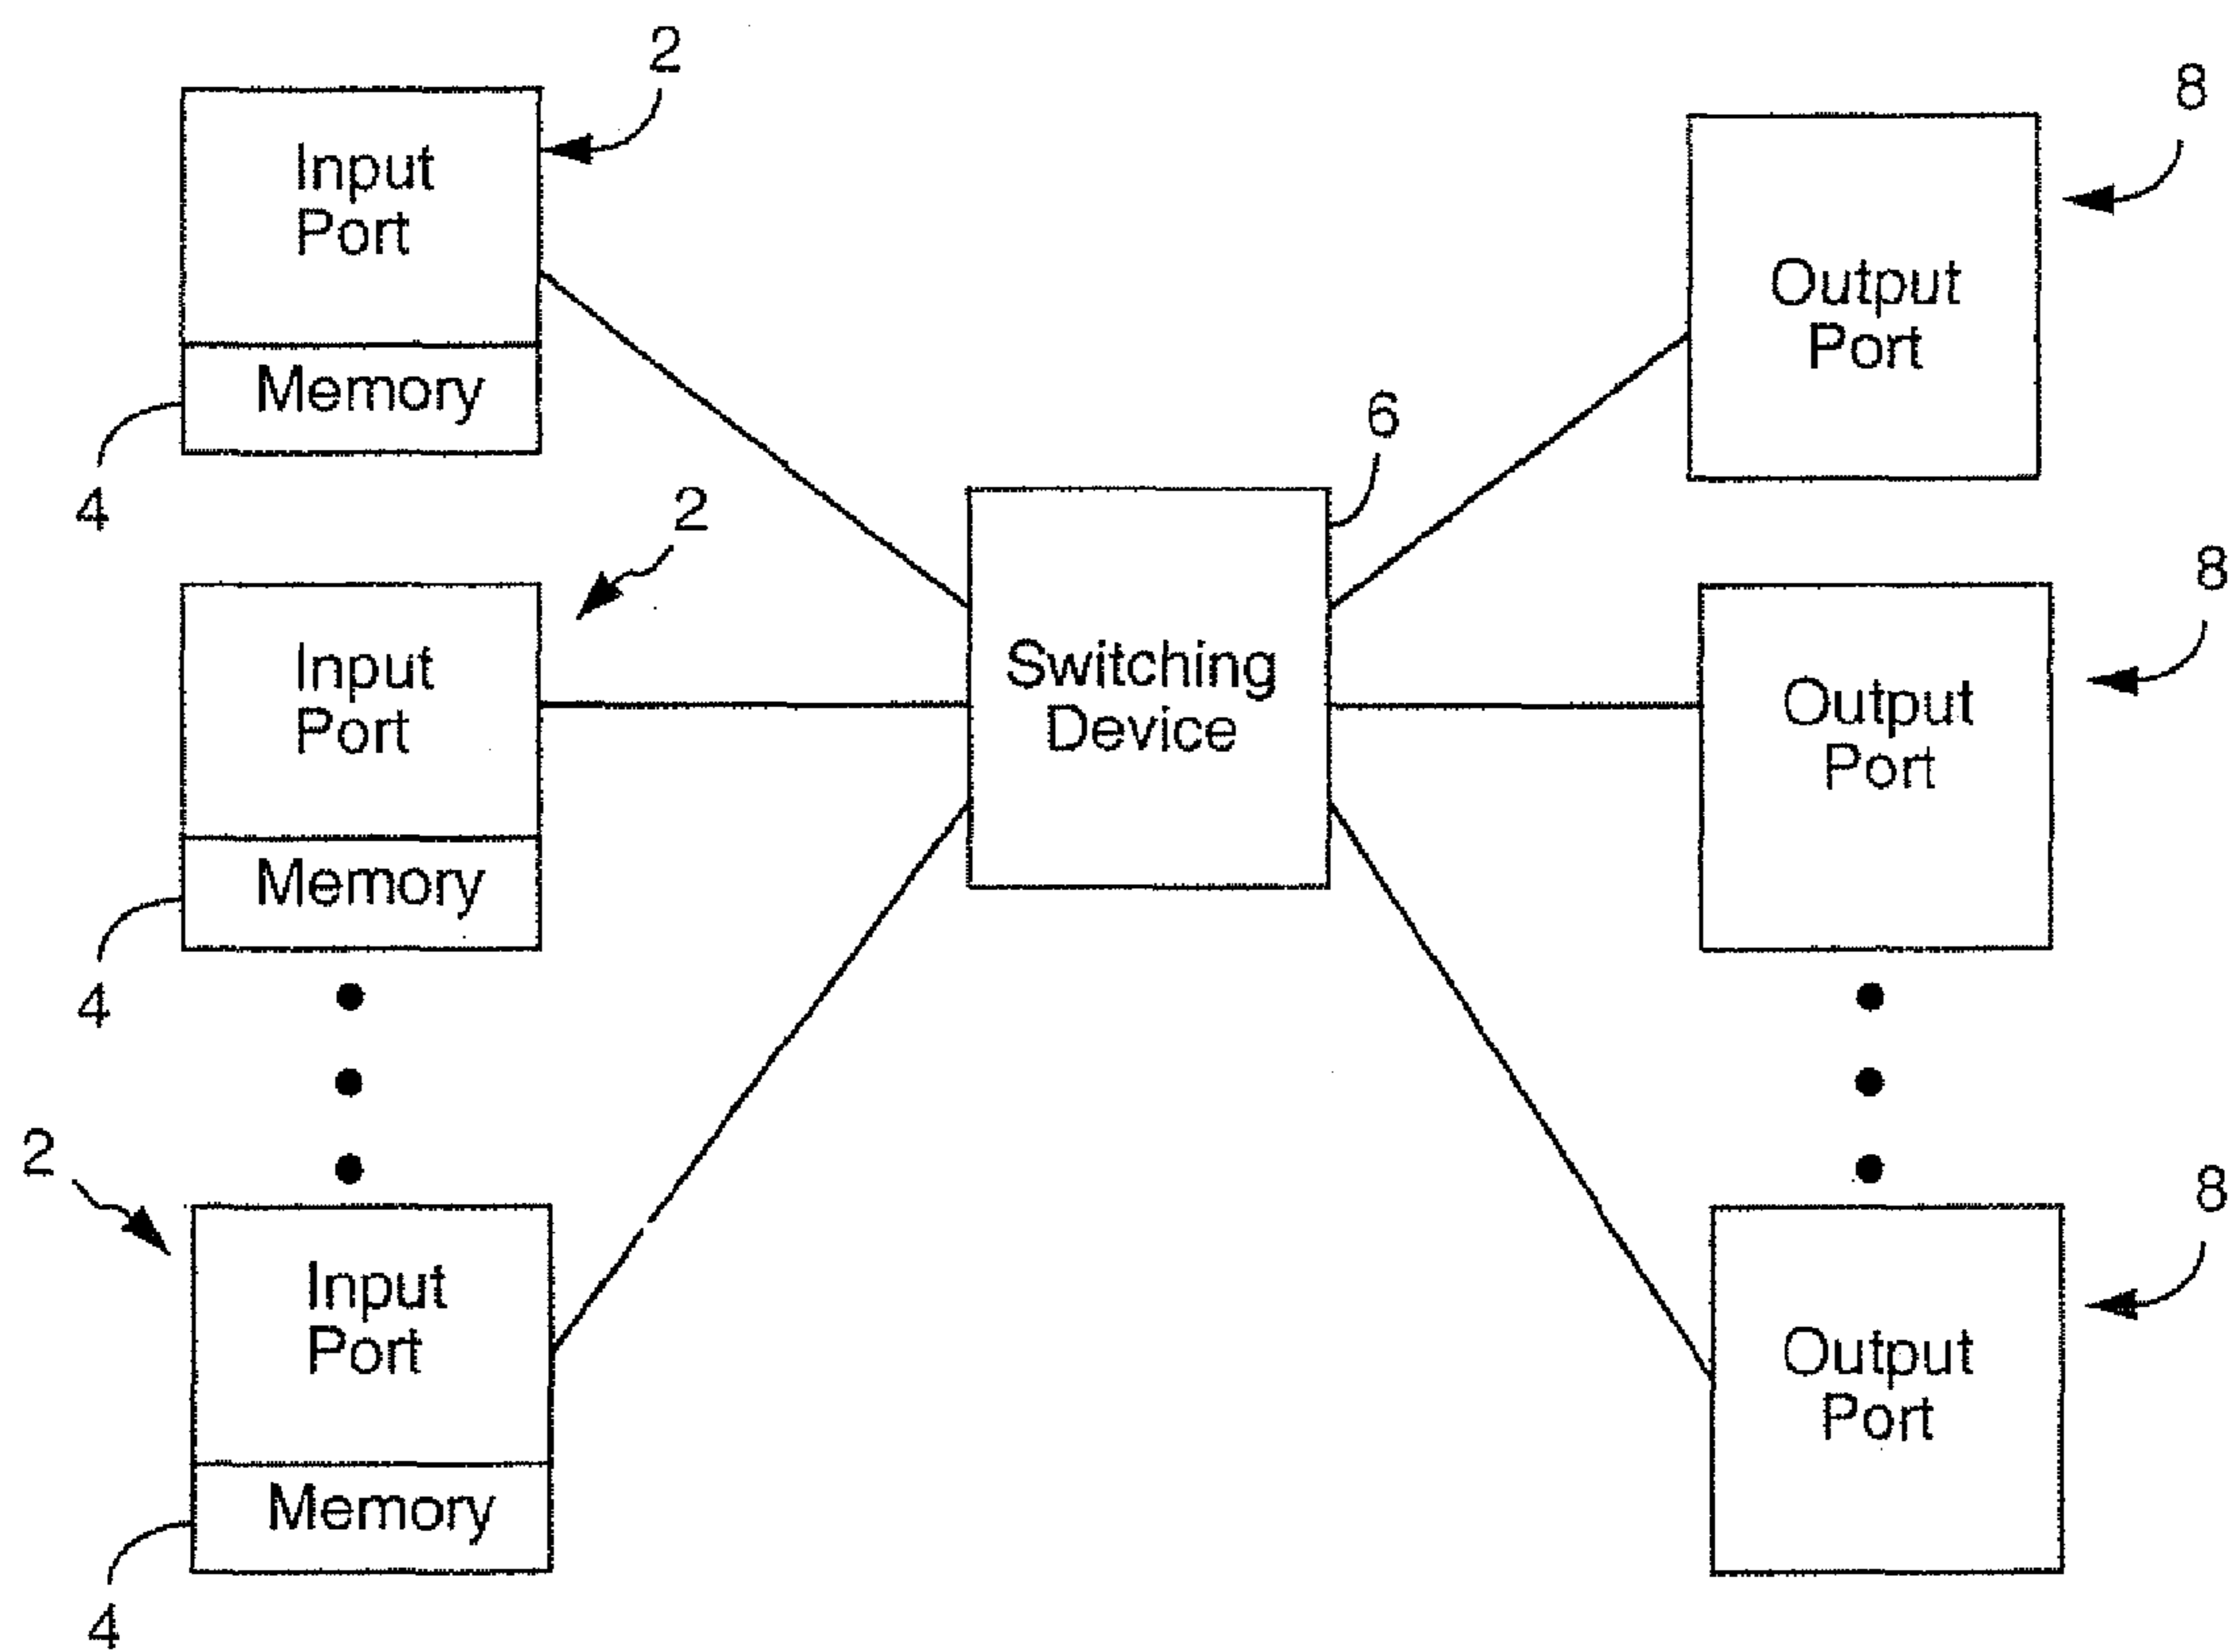 2
Input
Port
Memory
4
2
Input
Port
Memory
4
2
Input
Port
Memory
4
6
Switching
Device
8
Output
Port
8
Output
Port
8
Output
Port